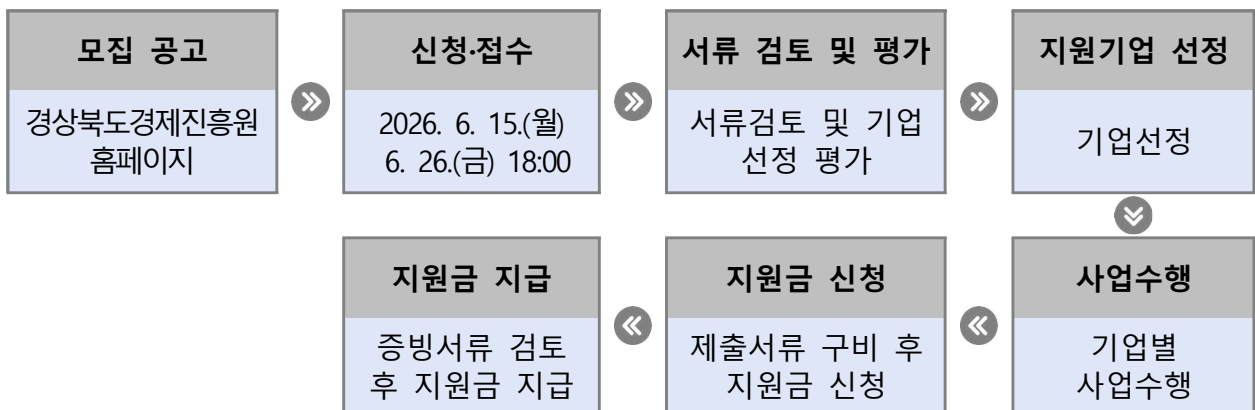 모집 공고
경상북도경제진흥원
홈페이지
신청·접수
2026. 6. 15.(월)
6. 26.(금) 18:00
서류 검토 및 평가
서류검토 및 기업
선정 평가
지원기업 선정
기업선정
사업수행
기업별
사업수행
지원금 신청
제출서류 구비 후
지원금 신청
지원금 지급
증빙서류 검토
후 지원금 지급